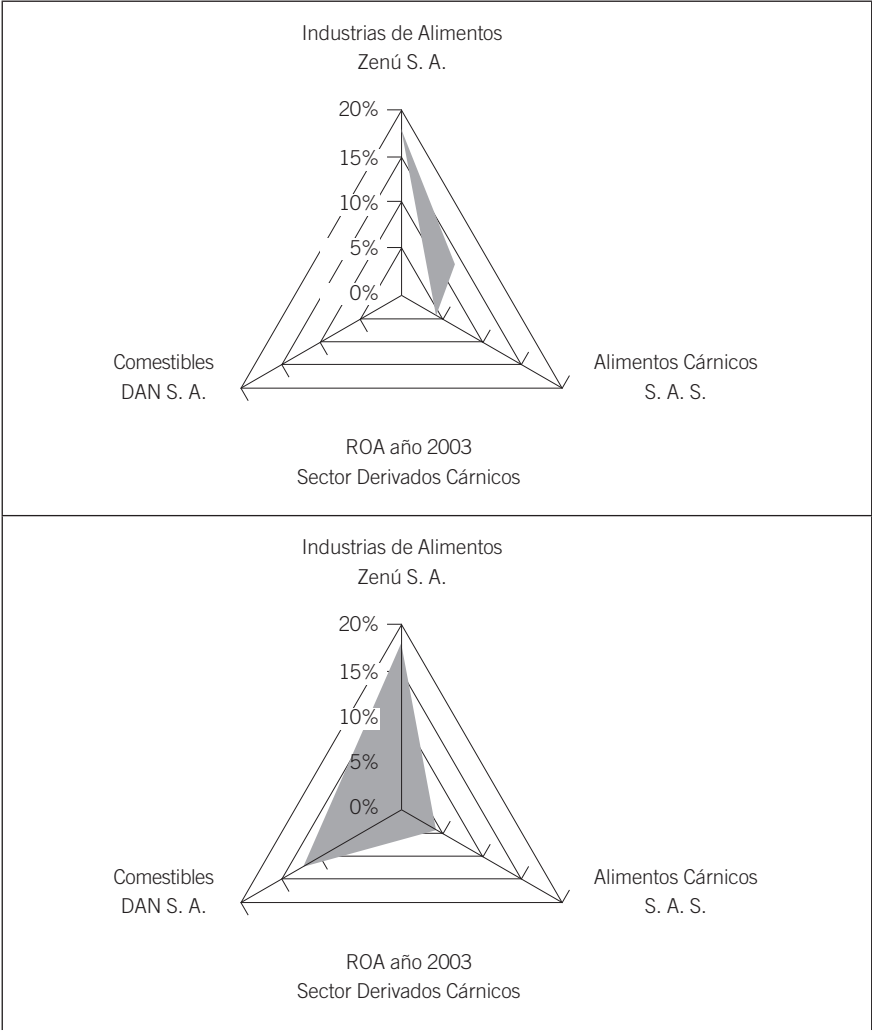 Industrias de Alimentos
Zenú S. A.
20%
15%
10%
5%
0%
Comestibles
DAN S. A.
Alimentos Cárnicos
S. A. S.
ROA año 2003
Sector Derivados Cárnicos
Industrias de Alimentos
Zenú S. A.
20%
15%
10%
5%
0%
Comestibles
DAN S. A.
Alimentos Cárnicos
S. A. S.
ROA año 2003
Sector Derivados Cárnicos